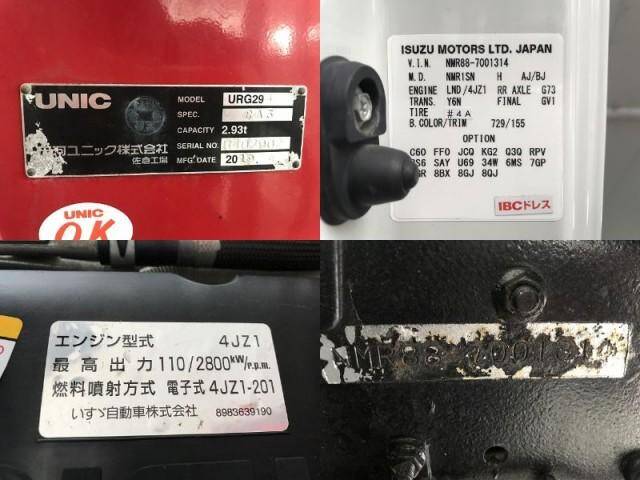 UNIC
MODEL URG29
SPEC.
CAPACITY 2.93t
ユニック株式会社
佐倉工場
SERIAL NO.
MFG DATE 20
UNIC
OK
ISUZU MOTORS LTD. JAPAN
V.I.N. NMR88-7001314
M.D. NMR1SN H AJ/BJ
ENGINE LND/4JZ1 RR AXLE G73
TRANS. Y6N FINAL GV1
TIRE #4A
B.COLOR/TRIM 729/155
OPTION
C60 FF0 JCQ KG2 Q3Q RPV
SAY U69 34W 6MS 7GP
8BX 8GJ 8QJ
IBCドレス
エンジン型式 4JZ1
最高出力 110/2800kW/r.p.m.
燃料噴射方式 電子式 4JZ1-201
いすゞ自動車株式会社 8983639190